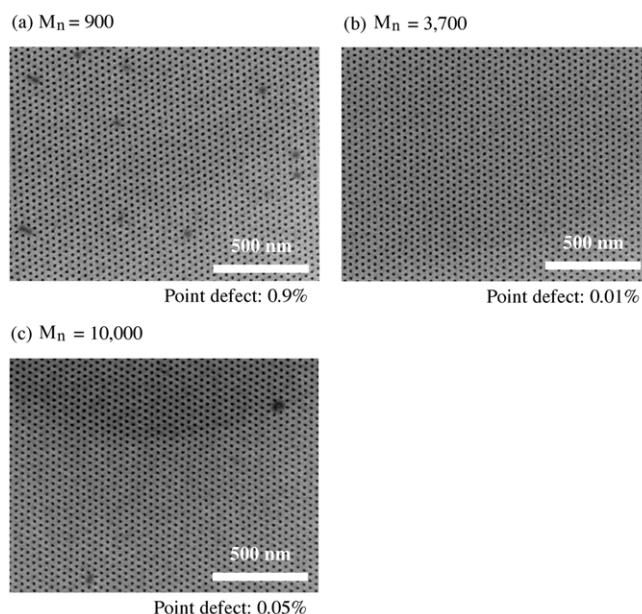 (a) Mn = 900
(b) Mn = 3,700
500 nm
500 nm
Point defect: 0.9%
Point defect: 0.01%
(c) Mn = 10,000
500 nm
Point defect: 0.05%